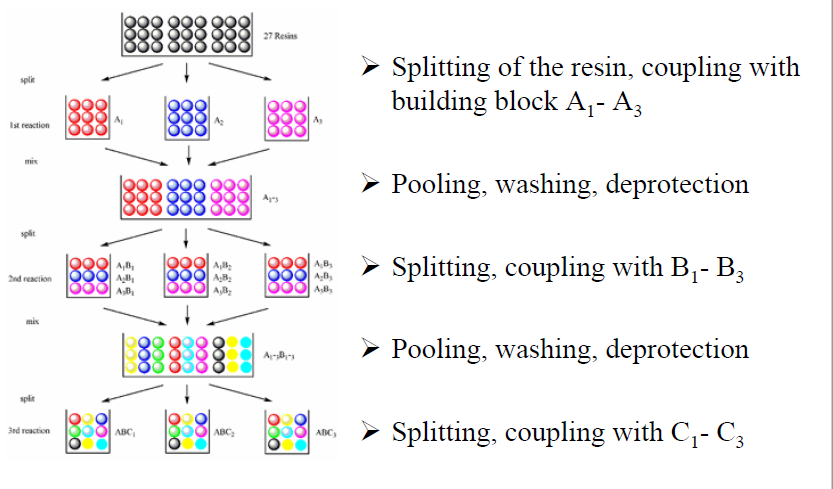 27 Resins
split
1st reaction
A₁
A₂
A₃
mix
A₁-₃
split
2nd reaction
A₁B₁
A₂B₁
A₃B₁
A₁B₂
A₂B₂
A₃B₂
A₁B₃
A₂B₃
A₃B₃
mix
A₁-₃B₁-₃
split
3rd reaction
ABC₁
ABC₂
ABC₃
➤ Splitting of the resin, coupling with
building block A₁- A₃
➤ Pooling, washing, deprotection
➤ Splitting, coupling with B₁- B₃
➤ Pooling, washing, deprotection
➤ Splitting, coupling with C₁- C₃